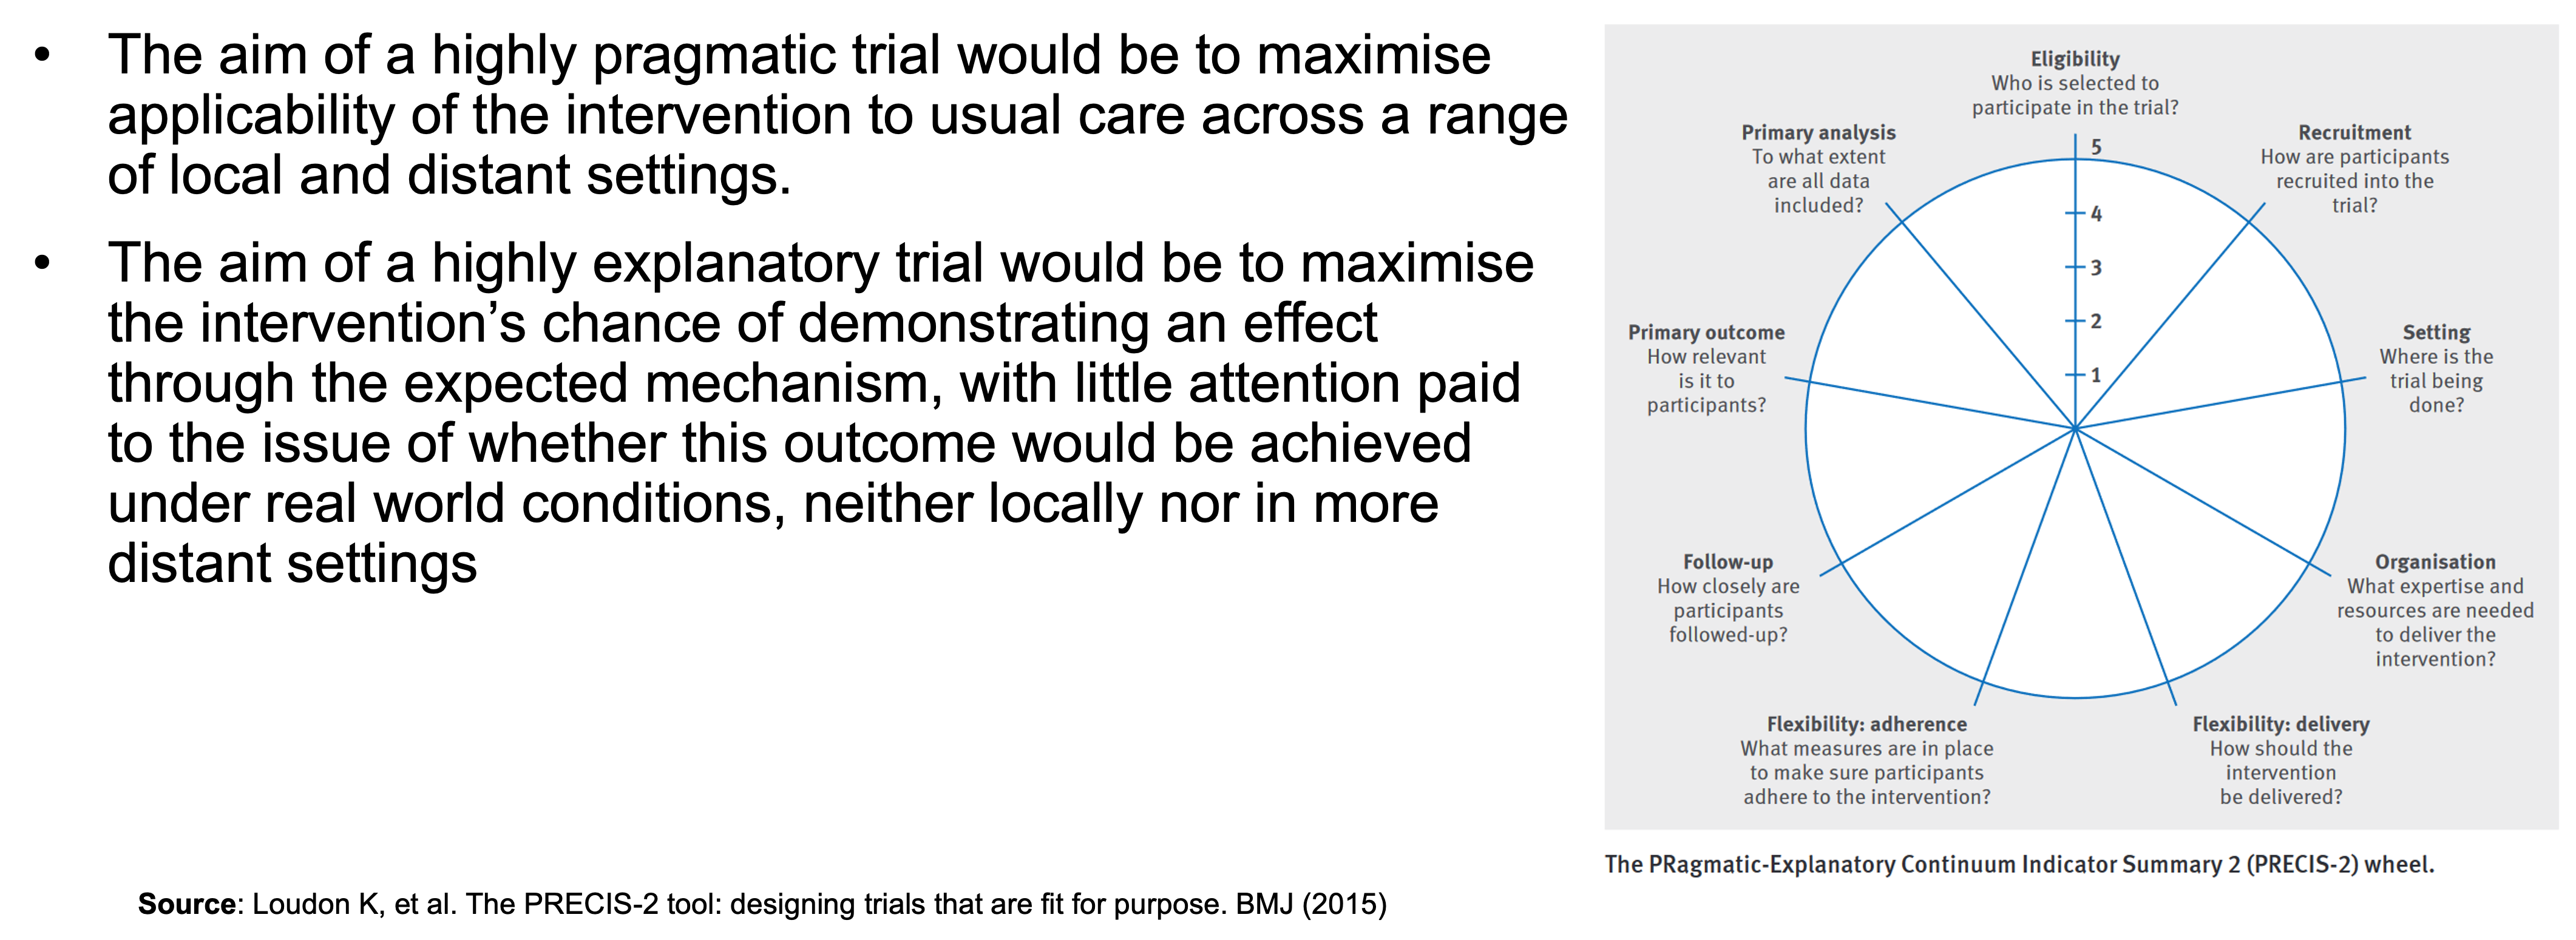 • The aim of a highly pragmatic trial would be to maximise
applicability of the intervention to usual care across a range
of local and distant settings.
• The aim of a highly explanatory trial would be to maximise
the intervention’s chance of demonstrating an effect
through the expected mechanism, with little attention paid
to the issue of whether this outcome would be achieved
under real world conditions, neither locally nor in more
distant settings
Source: Loudon K, et al. The PRECIS-2 tool: designing trials that are fit for purpose. BMJ (2015)
Eligibility
Who is selected to
participate in the trial?
Recruitment
How are participants
recruited into the
trial?
Setting
Where is the
trial being
done?
Organisation
What expertise and
resources are needed
to deliver the
intervention?
Flexibility: delivery
How should the
intervention
be delivered?
Flexibility: adherence
What measures are in place
to make sure participants
adhere to the intervention?
Follow-up
How closely are
participants
followed-up?
Primary outcome
How relevant
is it to
participants?
Primary analysis
To what extent
are all data
included?
5
4
3
2
1
The PRagmatic-Explanatory Continuum Indicator Summary 2 (PRECIS-2) wheel.